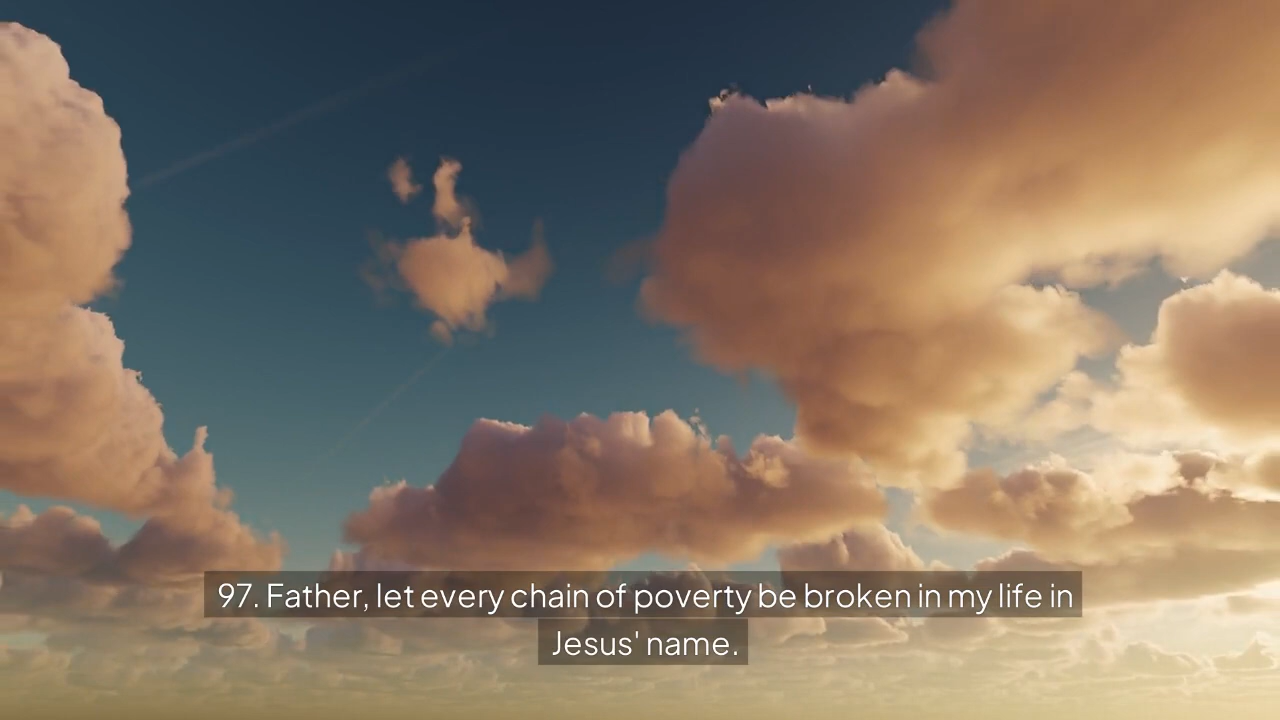 97. Father, let every chain of poverty be broken in my life in
Jesus' name.